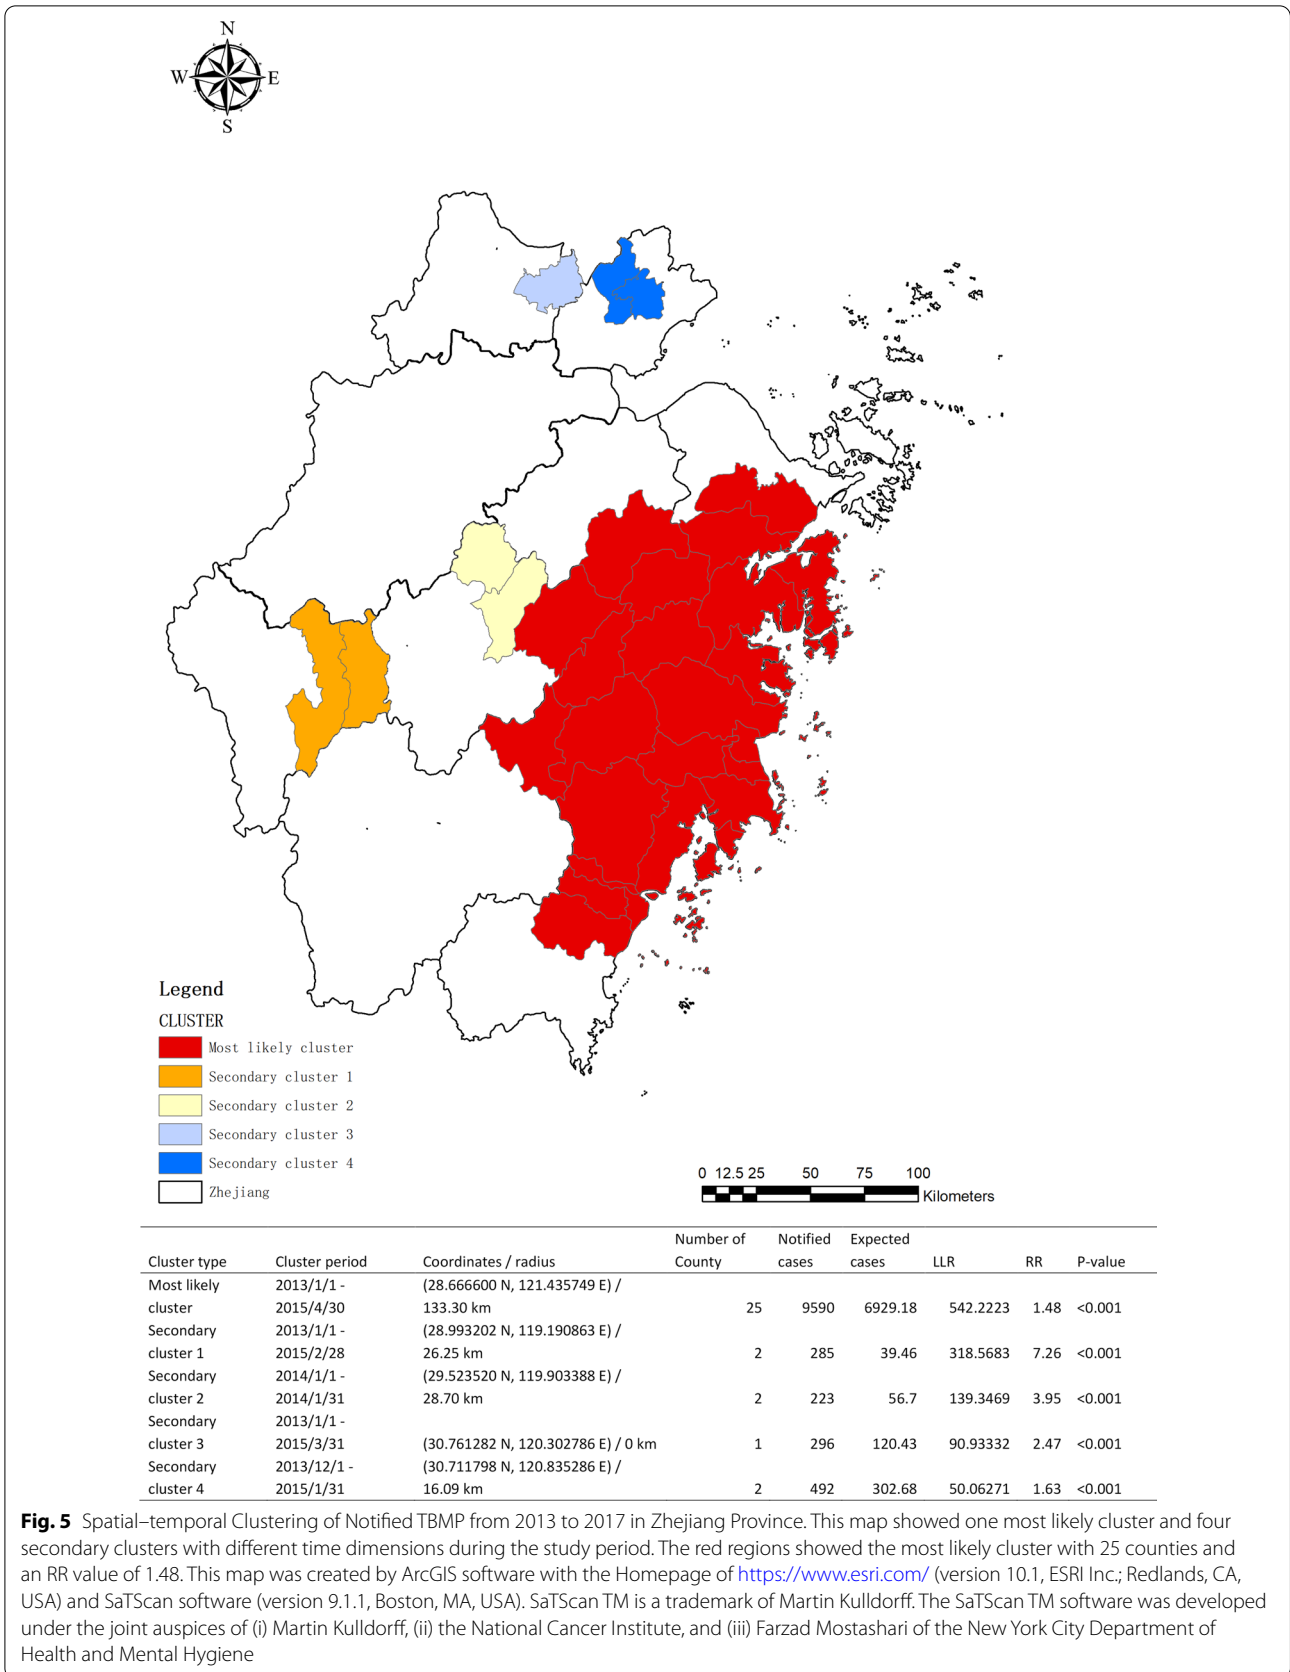 N
W E
S
Legend
CLUSTER
Most likely cluster
Secondary cluster 1
Secondary cluster 2
Secondary cluster 3
Secondary cluster 4
Zhejiang
0 12.5 25 50 75 100
Kilometers
Number of Notified Expected
Cluster type Cluster period Coordinates / radius County cases cases LLR RR P-value
Most likely 2013/1/1 - (28.666600 N, 121.435749 E) /
cluster 2015/4/30 133.30 km 25 9590 6929.18 542.2223 1.48 <0.001
Secondary 2013/1/1 - (28.993202 N, 119.190863 E) /
cluster 1 2015/2/28 26.25 km 2 285 39.46 318.5683 7.26 <0.001
Secondary 2014/1/1 - (29.523520 N, 119.903388 E) /
cluster 2 2014/1/31 28.70 km 2 223 56.7 139.3469 3.95 <0.001
Secondary 2013/1/1 -
cluster 3 2015/3/31 (30.761282 N, 120.302786 E) / 0 km 1 296 120.43 90.93332 2.47 <0.001
Secondary 2013/12/1 - (30.711798 N, 120.835286 E) /
cluster 4 2015/1/31 16.09 km 2 492 302.68 50.06271 1.63 <0.001
Fig. 5 Spatial–temporal Clustering of Notified TBMP from 2013 to 2017 in Zhejiang Province. This map showed one most likely cluster and four
secondary clusters with different time dimensions during the study period. The red regions showed the most likely cluster with 25 counties and
an RR value of 1.48. This map was created by ArcGIS software with the Homepage of https://www.esri.com/ (version 10.1, ESRI Inc.; Redlands, CA,
USA) and SaTScan software (version 9.1.1, Boston, MA, USA). SaTScan TM is a trademark of Martin Kulldorff. The SaTScan TM software was developed
under the joint auspices of (i) Martin Kulldorff, (ii) the National Cancer Institute, and (iii) Farzad Mostashari of the New York City Department of
Health and Mental Hygiene